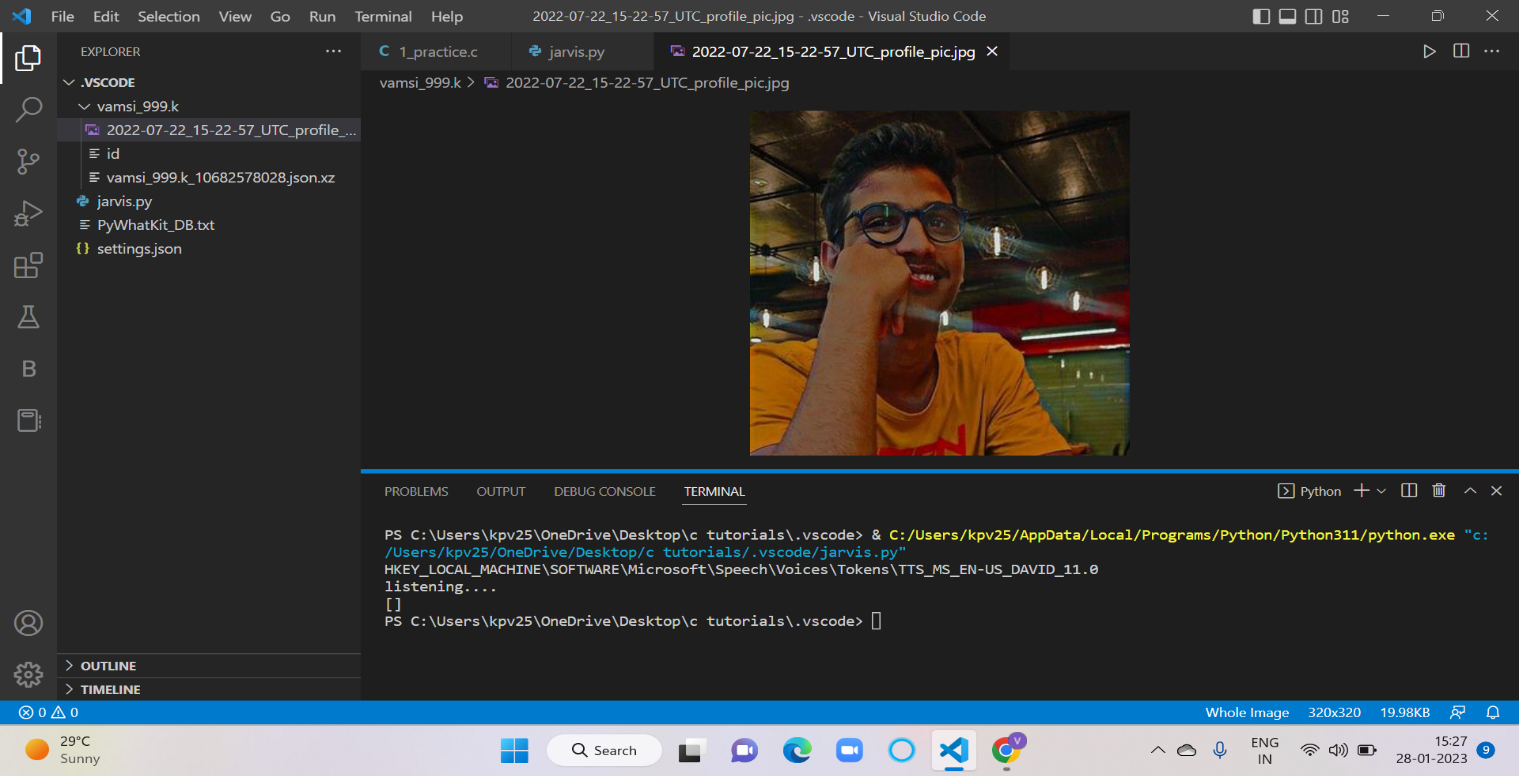 File Edit Selection View Go Run Terminal Help
2022-07-22_15-22-57_UTC_profile_pic.jpg - .vscode - Visual Studio Code
EXPLORER
C 1_practice.c
jarvis.py
2022-07-22_15-22-57_UTC_profile_pic.jpg
.VSCODE
vamsi_999.k
2022-07-22_15-22-57_UTC_profile_...
id
vamsi_999.k_10682578028.json.xz
jarvis.py
PyWhatKit_DB.txt
{} settings.json
B
OUTLINE
TIMELINE
vamsi_999.k > 2022-07-22_15-22-57_UTC_profile_pic.jpg
PROBLEMS OUTPUT DEBUG CONSOLE TERMINAL
Python
PS C:\Users\kpv25\OneDrive\Desktop\c tutorials\.vscode> & C:/Users/kpv25/AppData/Local/Programs/Python/Python311/python.exe "c:
/Users/kpv25/OneDrive/Desktop/c tutorials/.vscode/jarvis.py"
HKEY_LOCAL_MACHINE\SOFTWARE\Microsoft\Speech\Voices\Tokens\TTS_MS_EN-US_DAVID_11.0
listening....
[]
PS C:\Users\kpv25\OneDrive\Desktop\c tutorials\.vscode>
0 0
Whole Image 320x320 19.98KB
29°C
Sunny
Search
V
ENG
IN
15:27
28-01-2023
9